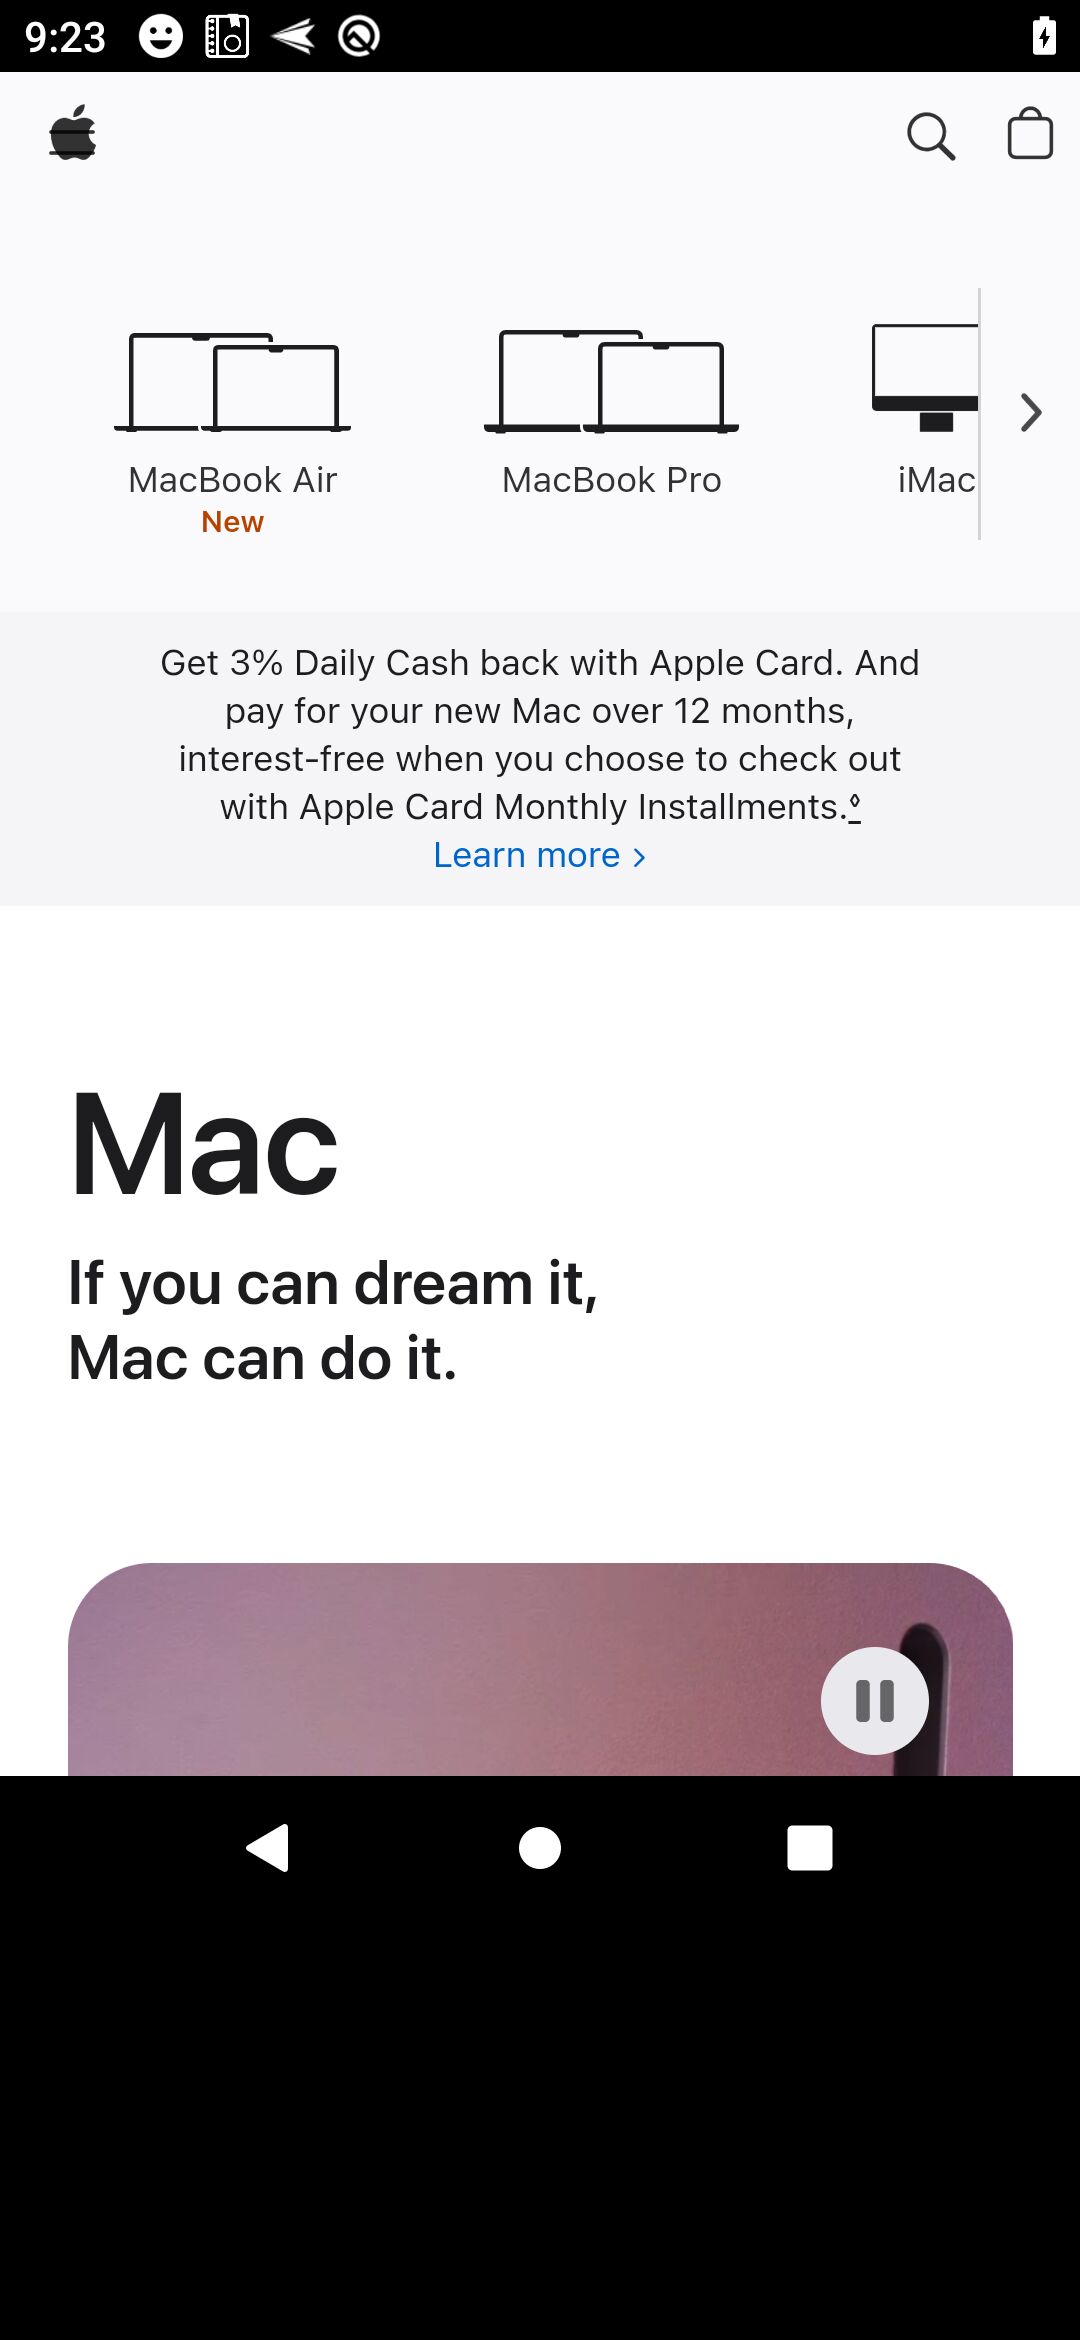 9:23
MacBook Air
New
MacBook Pro
iMac
Get 3% Daily Cash back with Apple Card. And
pay for your new Mac over 12 months,
interest-free when you choose to check out
with Apple Card Monthly Installments.◊
Learn more >
Mac
If you can dream it,
Mac can do it.